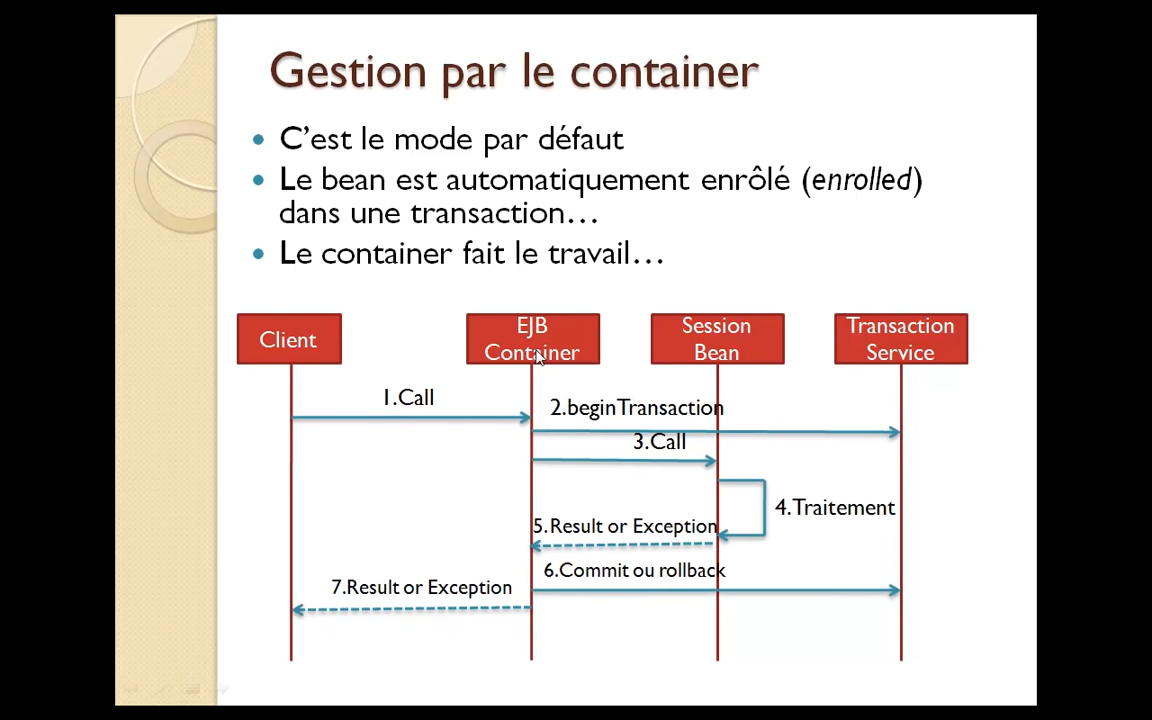 Gestion par le container
C’est le mode par défaut
Le bean est automatiquement enrôlé (enrolled)
dans une transaction…
Le container fait le travail…
Client
EJB
Container
Session
Bean
Transaction
Service
1.Call
2.beginTransaction
3.Call
4.Traitement
5.Result or Exception
6.Commit ou rollback
7.Result or Exception